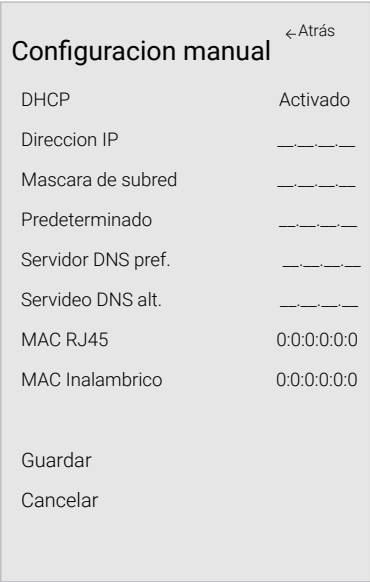 ←Atrás
Configuracion manual
DHCP Activado
Direccion IP __.__.__.__
Mascara de subred __.__.__.__
Predeterminado __.__.__.__
Servidor DNS pref. __.__.__.__
Servideo DNS alt. __.__.__.__
MAC RJ45 0:0:0:0:0:0
MAC Inalambrico 0:0:0:0:0:0
Guardar
Cancelar